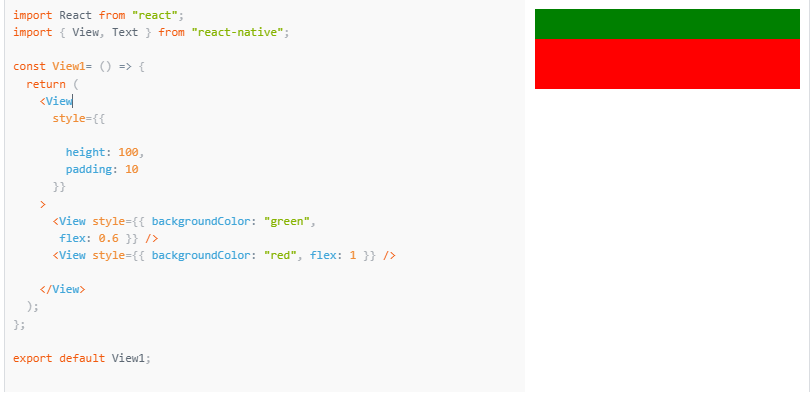 import React from "react";
import { View, Text } from "react-native";
const View1= () => {
return (
<View
style={{
height: 100,
padding: 10
}}
>
<View style={{ backgroundColor: "green",
flex: 0.6 }} />
<View style={{ backgroundColor: "red", flex: 1 }} />
</View>
);
};
export default View1;